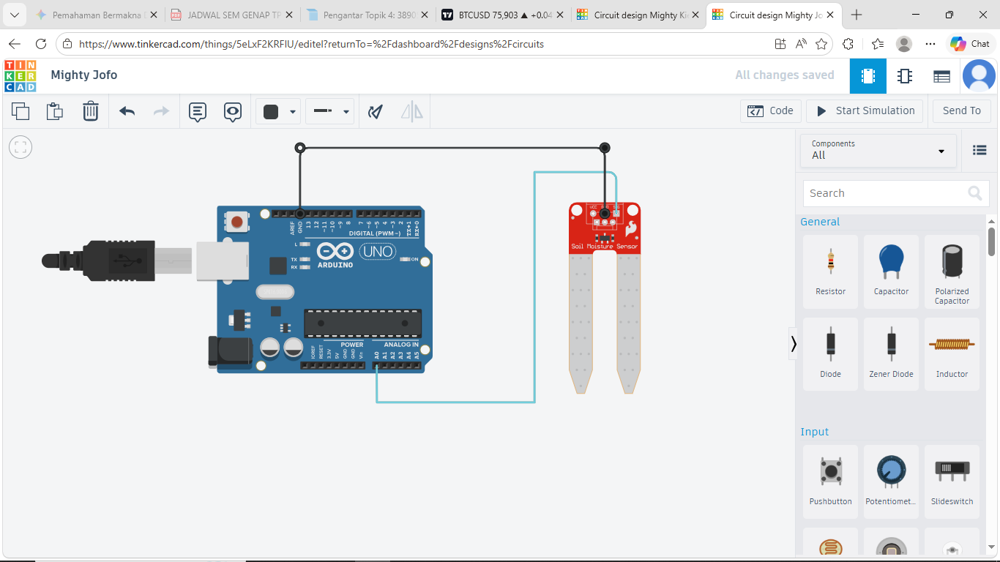 Pemahaman Bermakna
JADWAL SEM GENAP TP
Pengantar Topik 4: 3890
BTCUSD 75,903 ▲ +0.04
Circuit design Mighty Ki
Circuit design Mighty Jo
https://www.tinkercad.com/things/5eLxF2KRFIU/editel?returnTo=%2Fdashboard%2Fdesigns%2Fcircuits
Chat
TIN
KER
CAD
Mighty Jofo
All changes saved
Code
Start Simulation
Send To
Components
All
Search
General
Resistor
Capacitor
Polarized
Capacitor
Diode
Zener Diode
Inductor
Input
Pushbutton
Potentiomet...
Slideswitch
AREF
GND
13
12
~11
~10
~9
8
7
~6
~5
4
~3
2
TX→1
RX←0
DIGITAL (PWM~)
L
TX
RX
ARDUINO
UNO
ON
POWER
ANALOG IN
IOREF
RESET
3.3V
5V
GND
GND
Vin
A0
A1
A2
A3
A4
A5
VCC
Soil Moisture Sensor